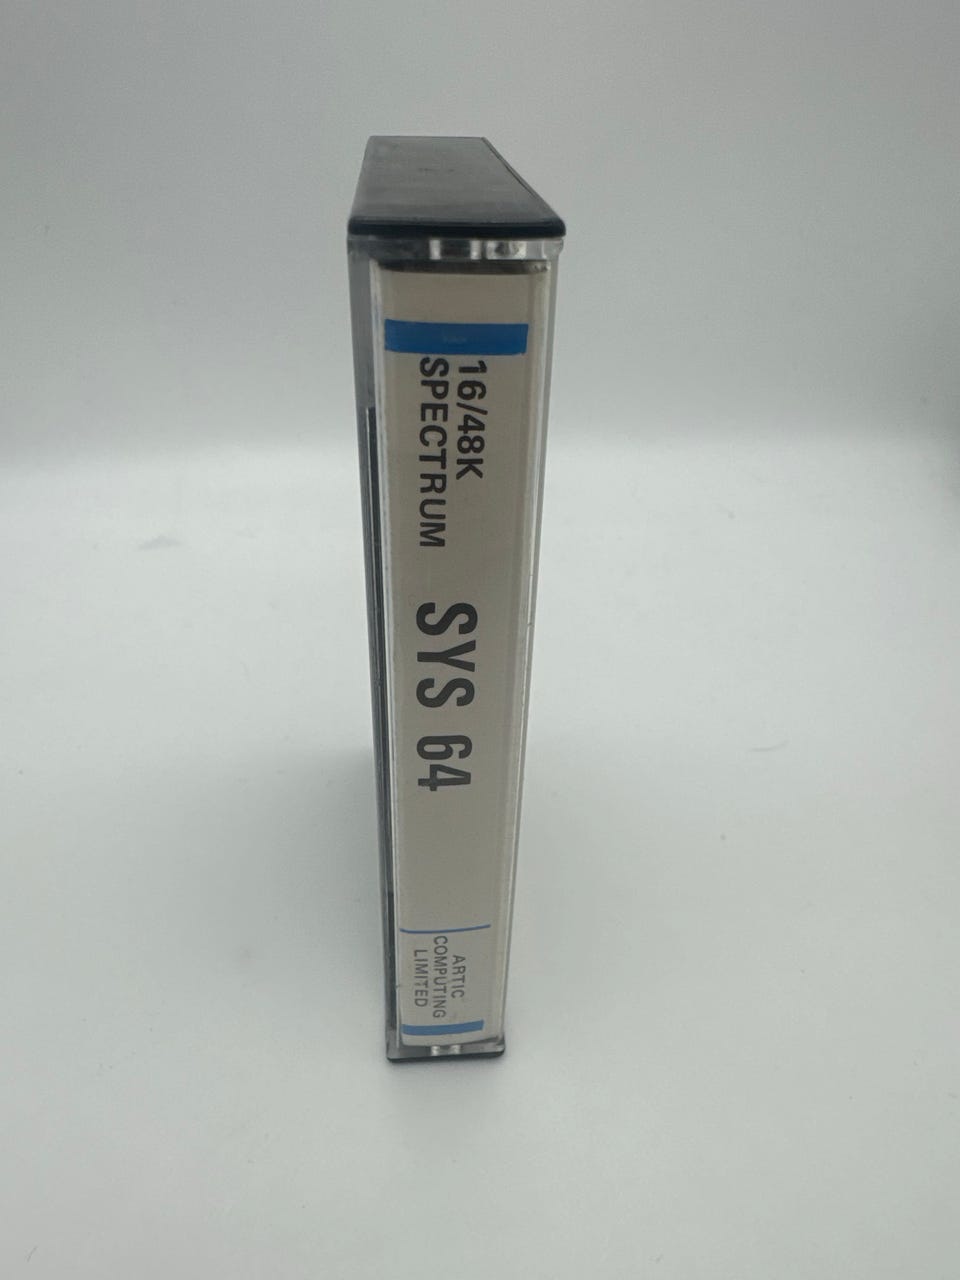 16/48K
SPECTRUM
SYS 64
ARTIC
COMPUTING
LIMITED